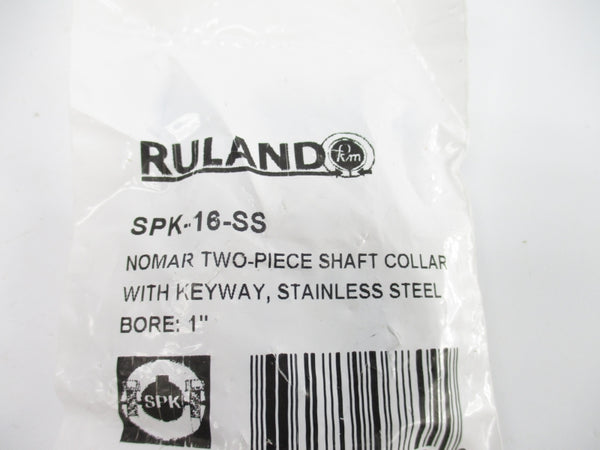 RULAND
SPK-16-SS
NOMAR TWO-PIECE SHAFT COLLAR
WITH KEYWAY, STAINLESS STEEL
BORE: 1"
SPK